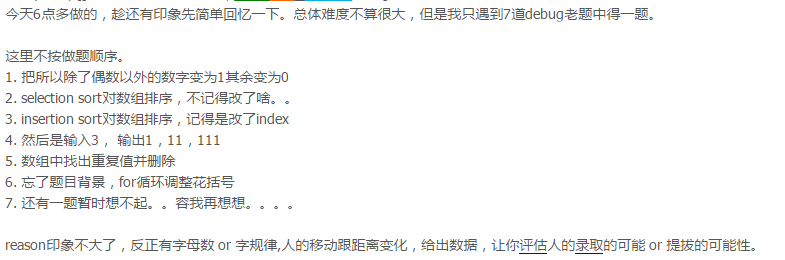 今天6点多做的，趁还有印象先简单回忆一下。总体难度不算很大，但是我只遇到7道debug老题中得一题。
这里不按做题顺序。
1. 把所以除了偶数以外的数字变为1其余变为0
2. selection sort对数组排序，不记得改了啥。。
3. insertion sort对数组排序，记得是改了index
4. 然后是输入3， 输出1，11，111
5. 数组中找出重复值并删除
6. 忘了题目背景，for循环调整花括号
7. 还有一题暂时想不起。。容我再想想。。。。
reason印象不大了，反正有字母数 or 字规律,人的移动跟距离变化，给出数据，让你评估人的录取的可能 or 提拔的可能性。